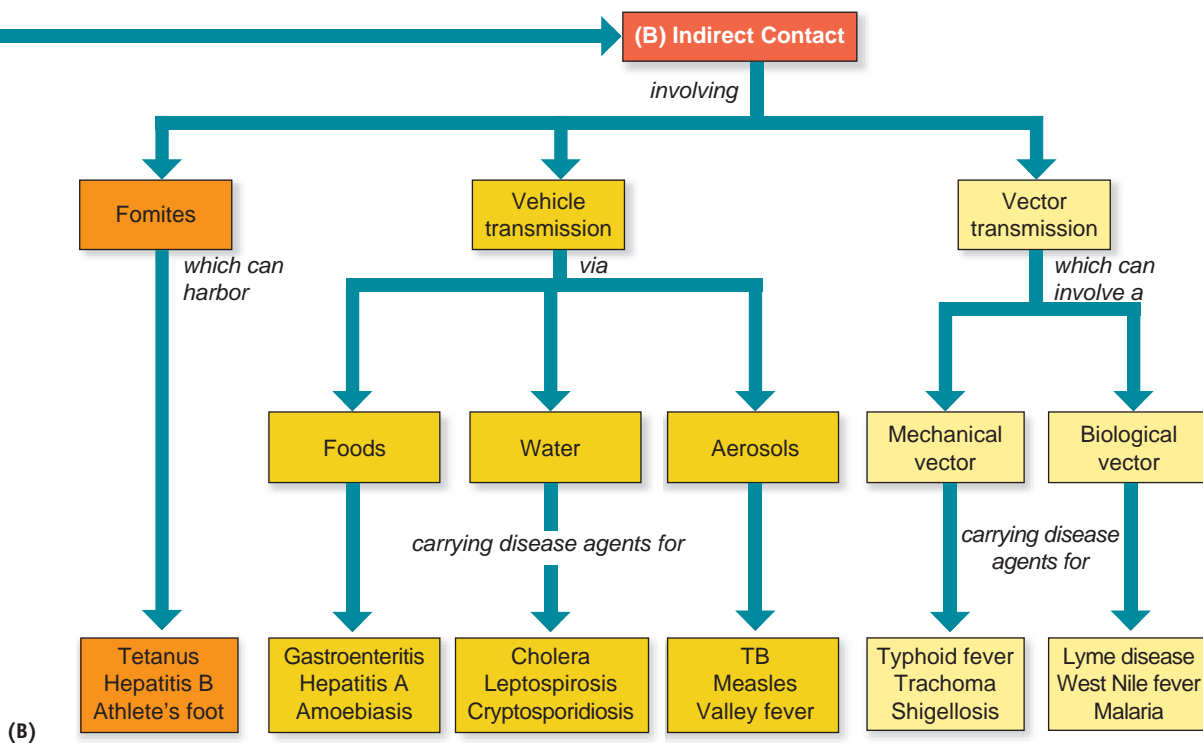 (B) Indirect Contact
involving
Fomites
Vehicle
transmission
Vector
transmission
which can
harbor
via
which can
involve a
Foods
Water
Aerosols
Mechanical
vector
Biological
vector
carrying disease agents for
carrying disease
agents for
Tetanus
Hepatitis B
Athlete's foot
Gastroenteritis
Hepatitis A
Amoebiasis
Cholera
Leptospirosis
Cryptosporidiosis
TB
Measles
Valley fever
Typhoid fever
Trachoma
Shigellosis
Lyme disease
West Nile fever
Malaria
(B)